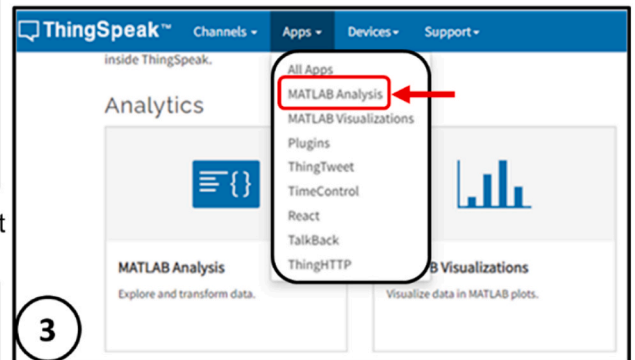 ThingSpeak™ Channels Apps Devices Support
inside ThingSpeak.
Analytics
All Apps
MATLAB Analysis
MATLAB Visualizations
Plugins
ThingTweet
TimeControl
React
TalkBack
ThingHTTP
t
MATLAB Analysis
Explore and transform data.
B Visualizations
Visualize data in MATLAB plots.
3